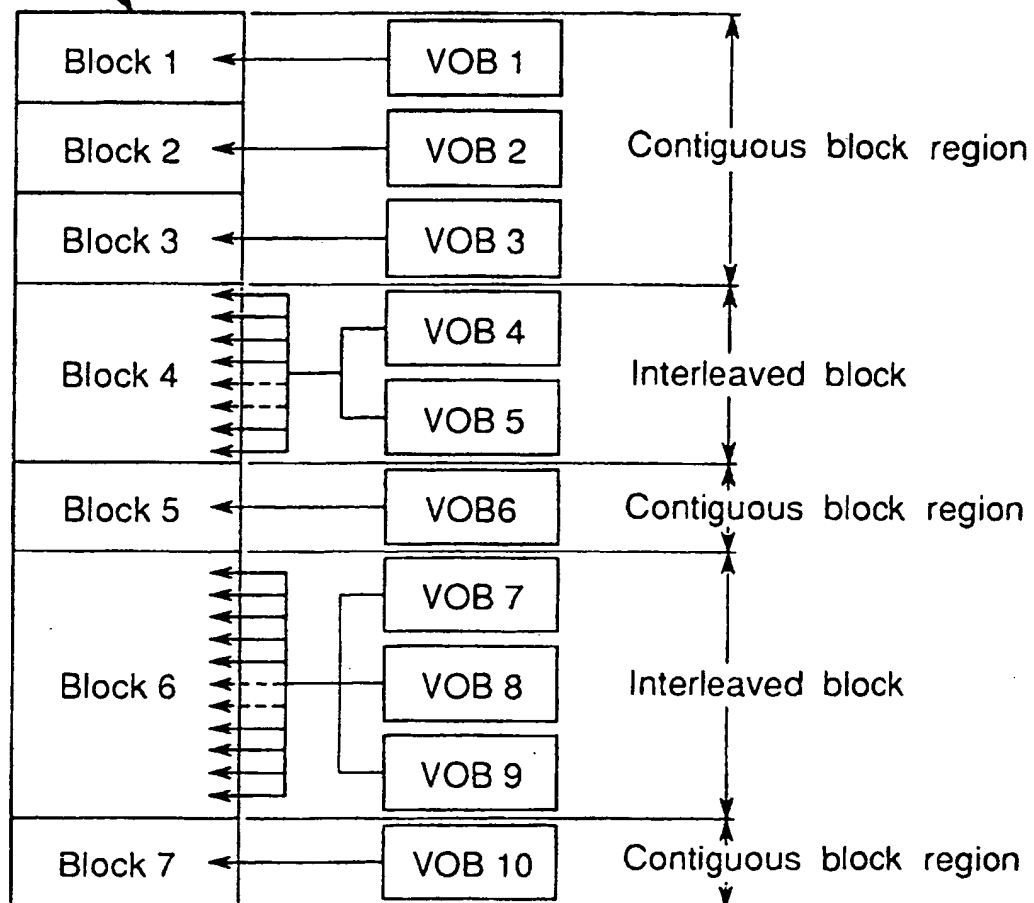 Block 1
VOB 1
Block 2
VOB 2
Contiguous block region
Block 3
VOB 3
VOB 4
Block 4
Interleaved block
VOB 5
Block 5
VOB6
Contiguous block region
VOB 7
Block 6
VOB 8
Interleaved block
VOB 9
Block 7
VOB 10
Contiguous block region